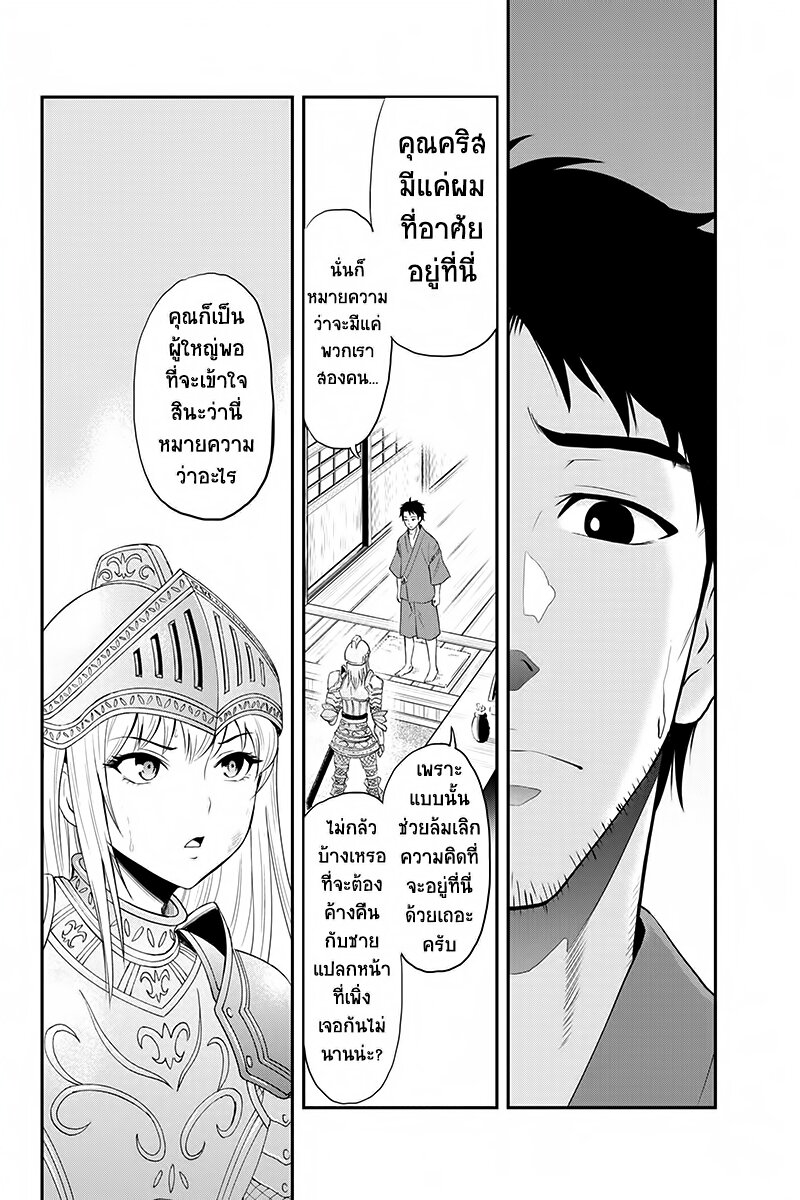 คุณคริส
มีแค่ผม
ที่อาศัย
อยู่ที่นี่
นั่นก็
หมายความ
ว่าจะมีแค่
พวกเรา
สองคน...
เพราะ
แบบนั้น
ช่วยล้มเลิก
ความคิดที่
จะอยู่ที่นี่
ด้วยเถอะ
ครับ
ไม่กลัว
บ้างเหรอ
ที่จะต้อง
ค้างคืน
กับชาย
แปลกหน้า
ที่เพิ่ง
เจอกันไม่
นานน่ะ?
คุณก็เป็น
ผู้ใหญ่พอ
ที่จะเข้าใจ
สินะว่านี่
หมายความ
ว่าอะไร